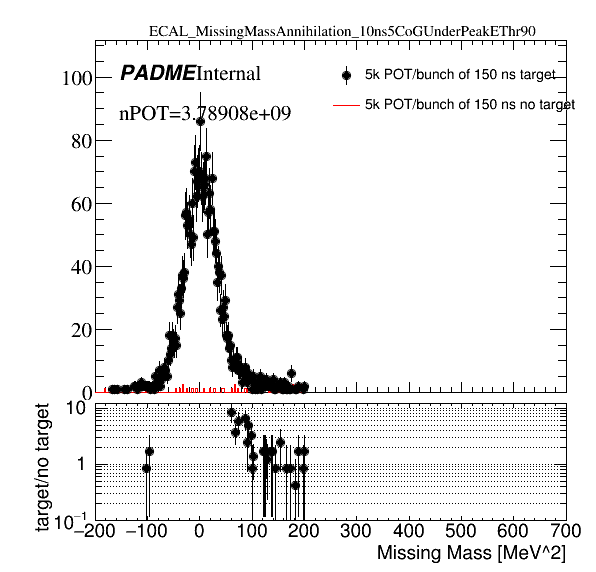 ECAL_MissingMassAnnihilation_10ns5CoGUnderPeakEThr90
PADME Internal
nPOT=3.78908e+09
5k POT/bunch of 150 ns target
5k POT/bunch of 150 ns no target
100
80
60
40
20
0
target/no target
10
1
10−1
−200 −100 0 100 200 300 400 500 600 700
Missing Mass [MeV^2]